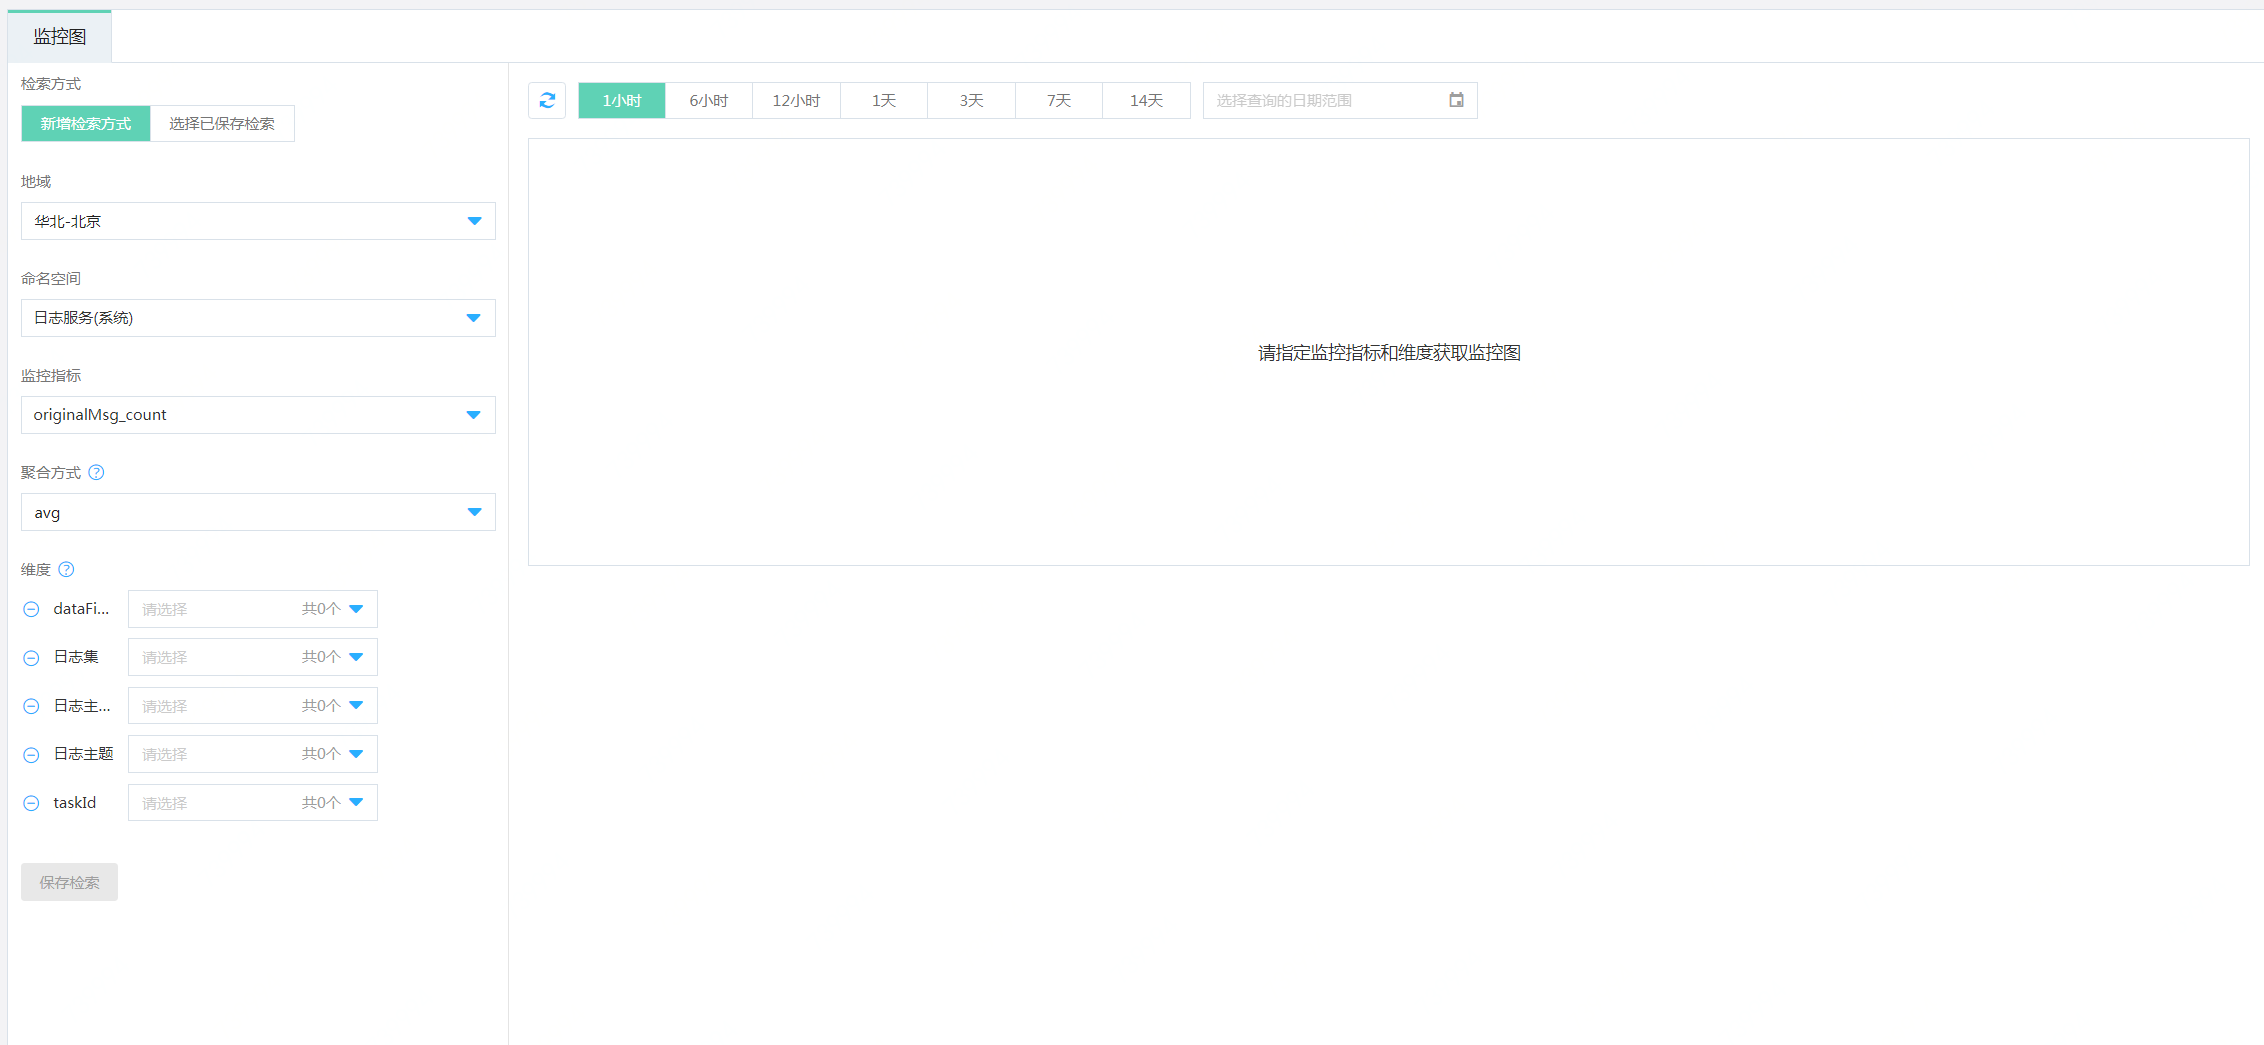 监控图
检索方式
新增检索方式
选择已保存检索
地域
华北-北京
命名空间
日志服务(系统)
监控指标
originalMsg_count
聚合方式 ?
avg
维度 ?
dataFi... 请选择 共0个
日志集 请选择 共0个
日志主... 请选择 共0个
日志主题 请选择 共0个
taskId 请选择 共0个
保存检索
1小时 6小时 12小时 1天 3天 7天 14天 选择查询的日期范围
请指定监控指标和维度获取监控图